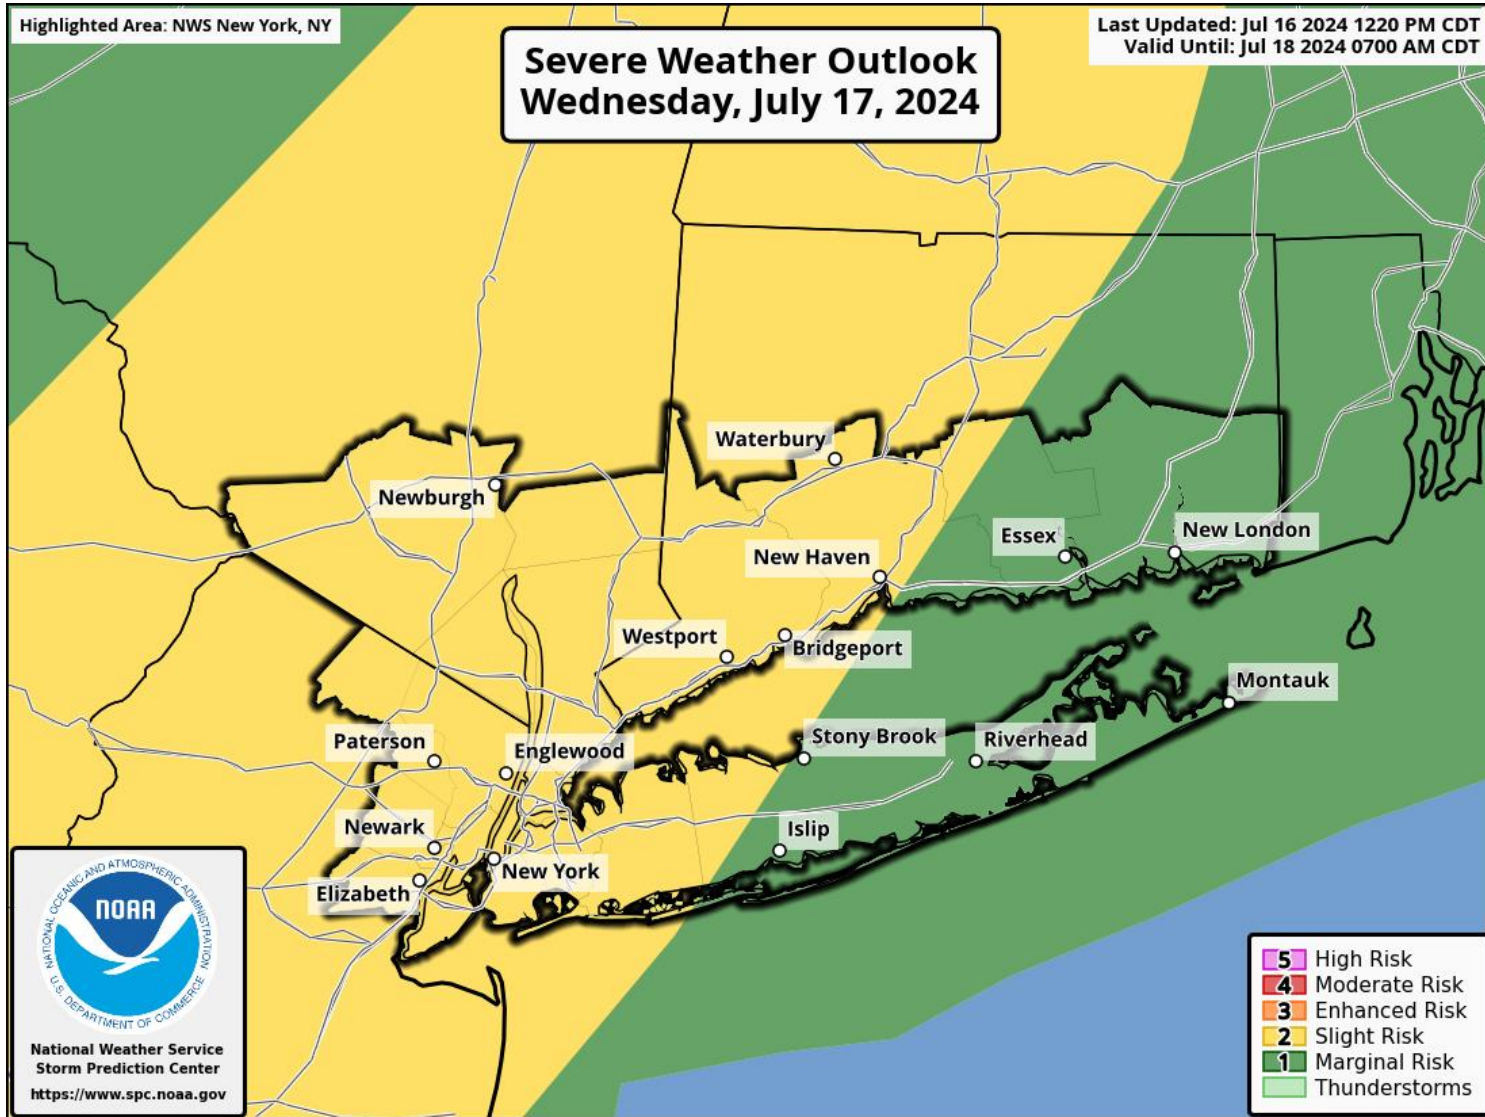 Highlighted Area: NWS New York, NY
Last Updated: Jul 16 2024 1220 PM CDT
Valid Until: Jul 18 2024 0700 AM CDT
Severe Weather Outlook
Wednesday, July 17, 2024
Waterbury
Newburgh
Essex
New London
New Haven
Westport
Bridgeport
Montauk
Paterson
Englewood
Stony Brook
Riverhead
Newark
Islip
New York
Elizabeth
NATIONAL OCEANIC AND ATMOSPHERIC ADMINISTRATION
NOAA
U.S. DEPARTMENT OF COMMERCE
National Weather Service
Storm Prediction Center
https://www.spc.noaa.gov
5 High Risk
4 Moderate Risk
3 Enhanced Risk
2 Slight Risk
1 Marginal Risk
Thunderstorms